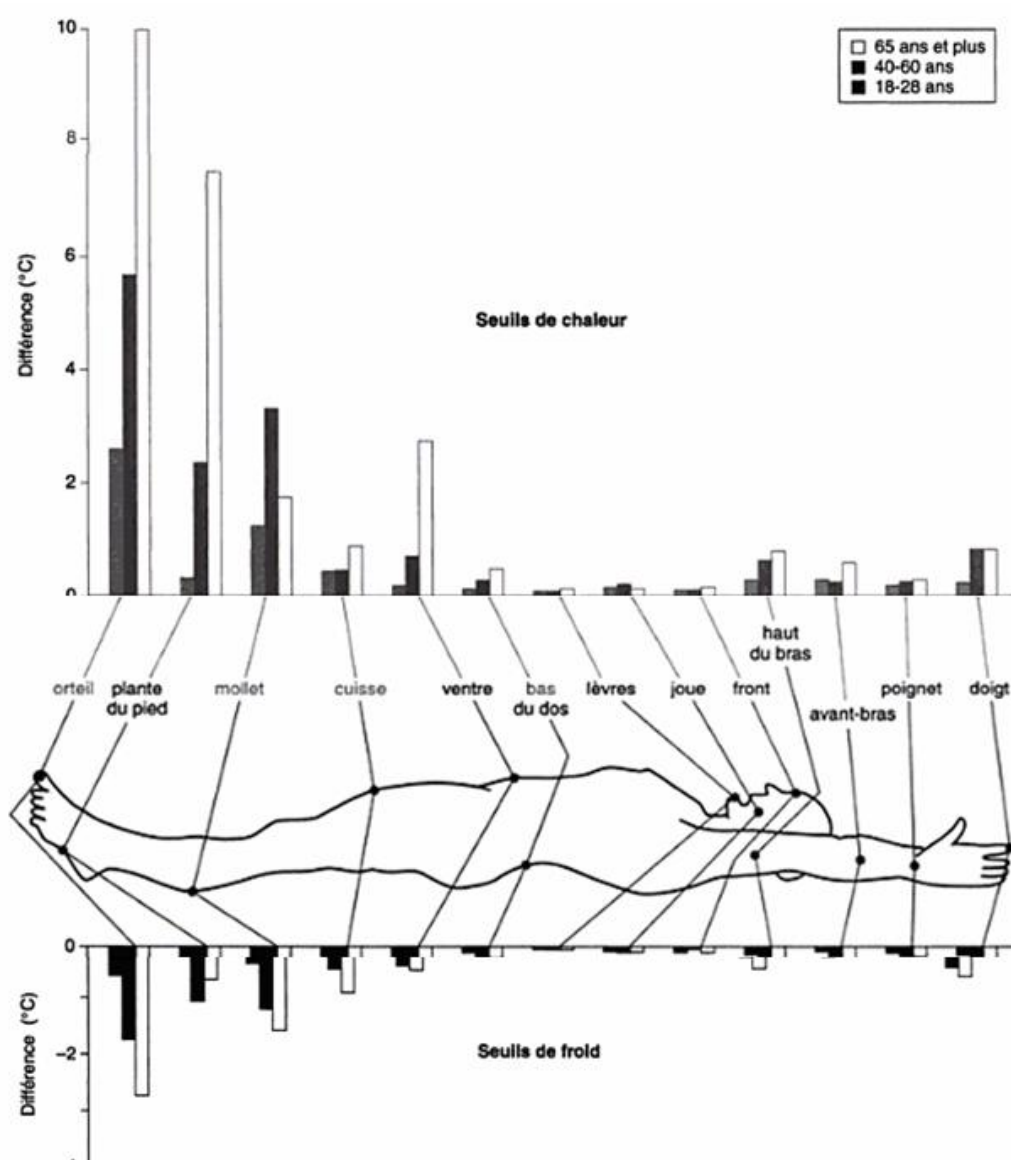 10
65 ans et plus
40-60 ans
18-28 ans
8
6
Différence (°C)
Seuils de chaleur
4
2
0
haut
du bras
orteil plante mollet cuisse ventre bas lèvres joue front poignet doigt
du pied du dos avant-bras
0
Différence (°C)
Seuils de froid
–2